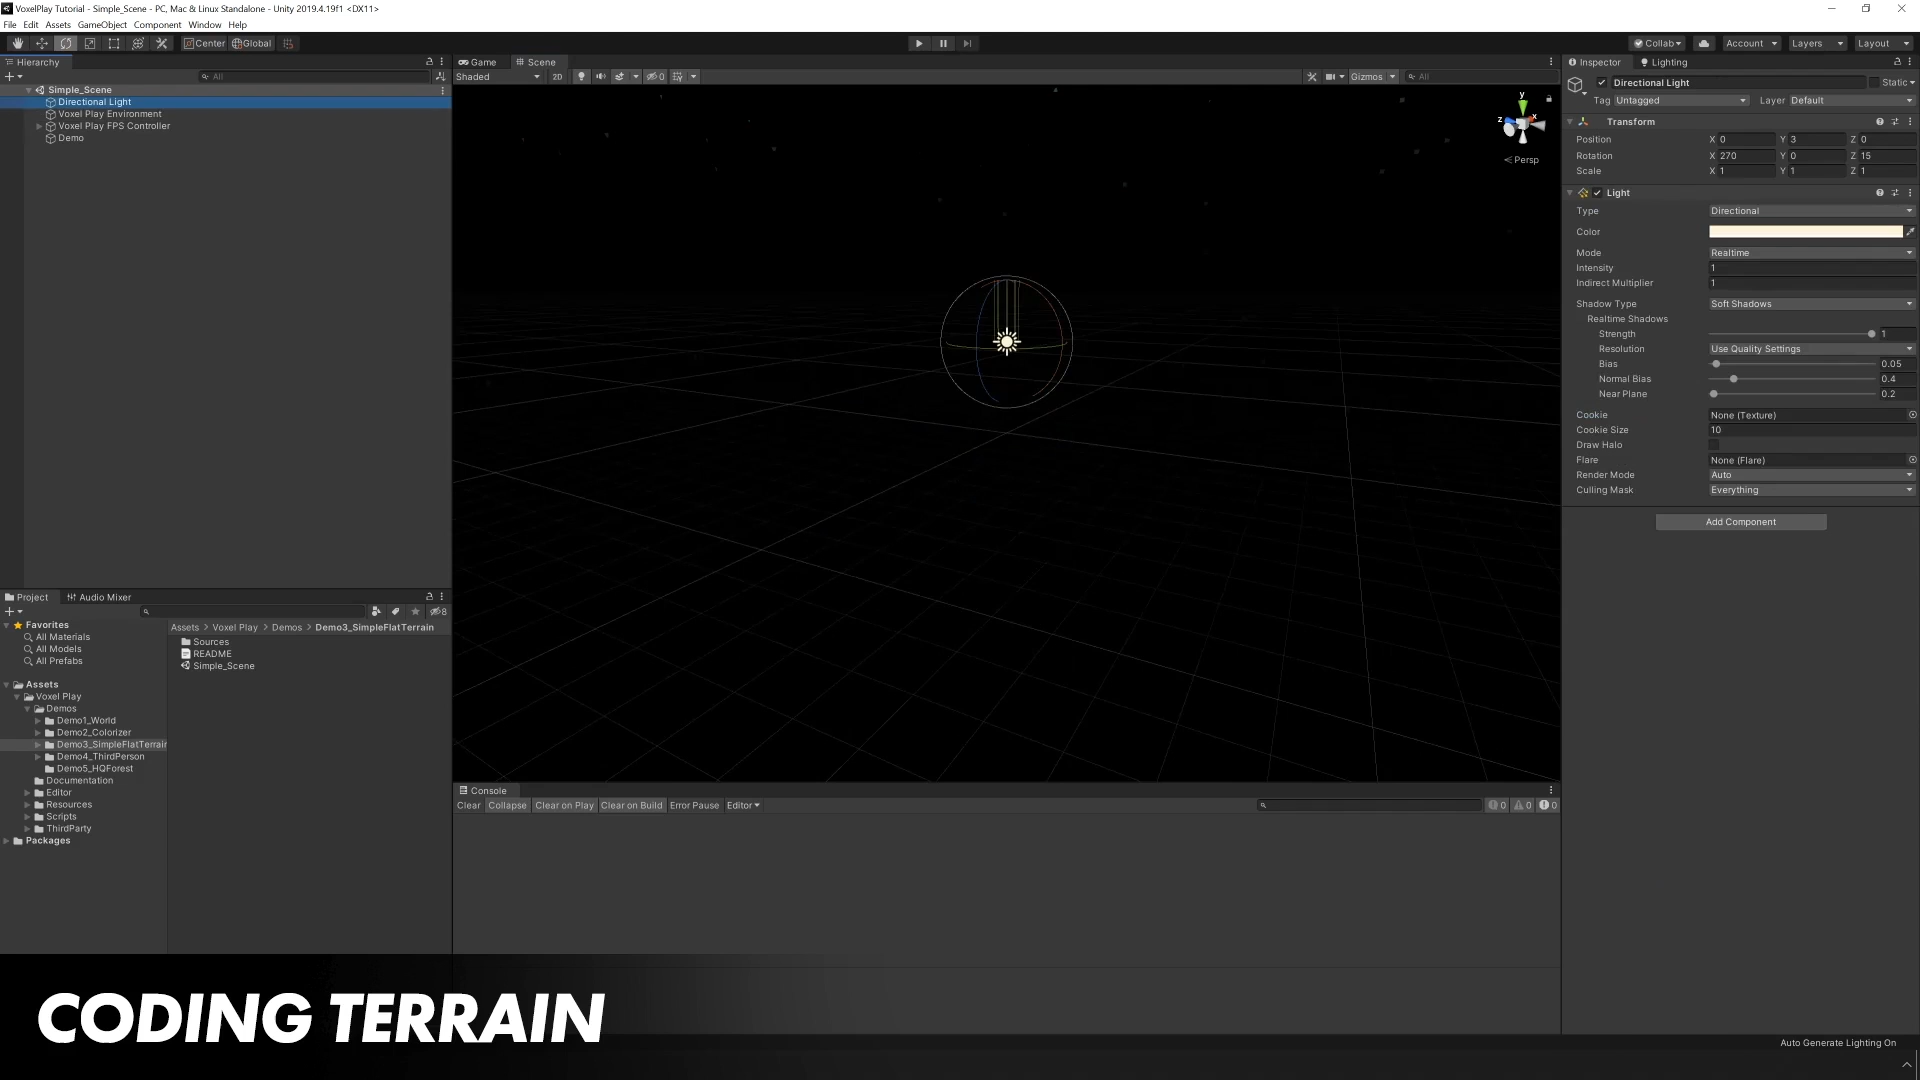 VoxelPlay Tutorial - Simple_Scene - PC, Mac & Linux Standalone - Unity 2019.4.19f1 <DX11>
File Edit Assets GameObject Component Window Help
Center Global Collab Account Layers Layout
Hierarchy
All
Simple_Scene
Directional Light
Voxel Play Environment
Voxel Play FPS Controller
Demo
Game Scene
Shaded 2D 0 Gizmos All
y
x
z
Persp
Inspector Lighting
Directional Light Static
Tag Untagged Layer Default
Transform
Position X 0 Y 3 Z 0
Rotation X 270 Y 0 Z 15
Scale X 1 Y 1 Z 1
Light
Type Directional
Color
Mode Realtime
Intensity 1
Indirect Multiplier 1
Shadow Type Soft Shadows
Realtime Shadows
Strength 1
Resolution Use Quality Settings
Bias 0.05
Normal Bias 0.4
Near Plane 0.2
Cookie None (Texture)
Cookie Size 10
Draw Halo
Flare None (Flare)
Render Mode Auto
Culling Mask Everything
Add Component
Project Audio Mixer
8
Favorites
All Materials
All Models
All Prefabs
Assets
Voxel Play
Demos
Demo1_World
Demo2_Colorizer
Demo3_SimpleFlatTerrain
Demo4_ThirdPerson
Demo5_HQForest
Documentation
Editor
Resources
Scripts
ThirdParty
Packages
Assets > Voxel Play > Demos > Demo3_SimpleFlatTerrain
Sources
README
Simple_Scene
Console
Clear Collapse Clear on Play Clear on Build Error Pause Editor 0 0 0
CODING TERRAIN
Auto Generate Lighting On